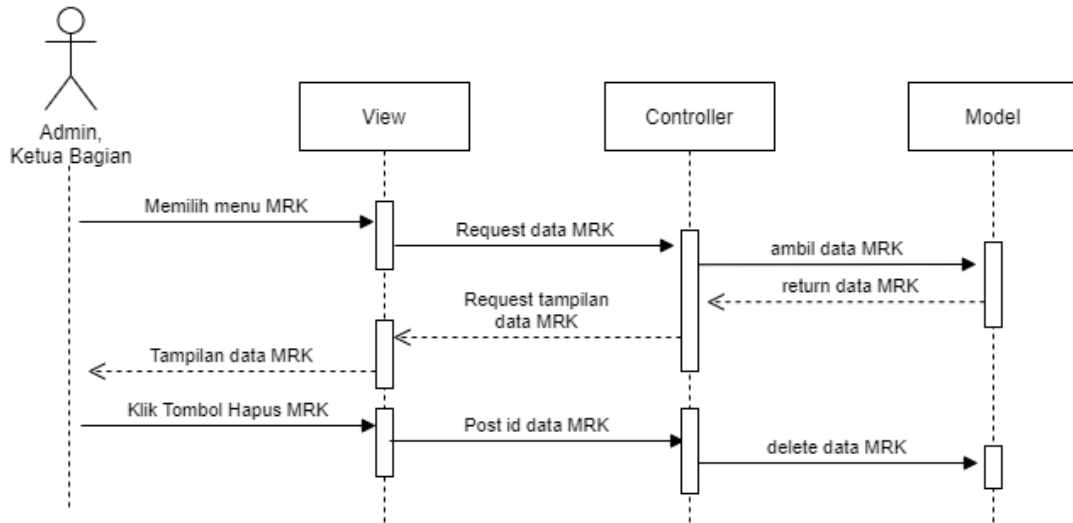 Admin,
Ketua Bagian
View
Controller
Model
Memilih menu MRK
Request data MRK
ambil data MRK
return data MRK
Request tampilan
data MRK
Tampilan data MRK
Klik Tombol Hapus MRK
Post id data MRK
delete data MRK